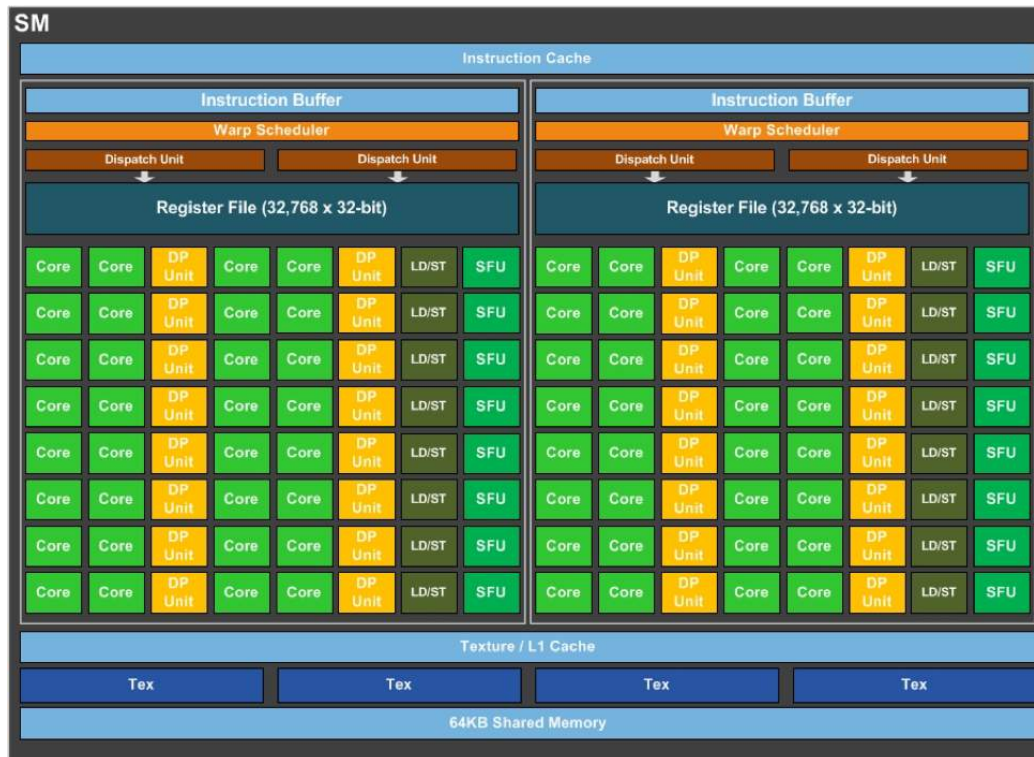 SM
Instruction Cache
Instruction Buffer Instruction Buffer
Warp Scheduler Warp Scheduler
Dispatch Unit Dispatch Unit Dispatch Unit Dispatch Unit
Register File (32,768 x 32-bit) Register File (32,768 x 32-bit)
Core Core DP Unit Core Core DP Unit LD/ST SFU Core Core DP Unit Core Core DP Unit LD/ST SFU
Core Core DP Unit Core Core DP Unit LD/ST SFU Core Core DP Unit Core Core DP Unit LD/ST SFU
Core Core DP Unit Core Core DP Unit LD/ST SFU Core Core DP Unit Core Core DP Unit LD/ST SFU
Core Core DP Unit Core Core DP Unit LD/ST SFU Core Core DP Unit Core Core DP Unit LD/ST SFU
Core Core DP Unit Core Core DP Unit LD/ST SFU Core Core DP Unit Core Core DP Unit LD/ST SFU
Core Core DP Unit Core Core DP Unit LD/ST SFU Core Core DP Unit Core Core DP Unit LD/ST SFU
Core Core DP Unit Core Core DP Unit LD/ST SFU Core Core DP Unit Core Core DP Unit LD/ST SFU
Core Core DP Unit Core Core DP Unit LD/ST SFU Core Core DP Unit Core Core DP Unit LD/ST SFU
Texture / L1 Cache
Tex Tex Tex Tex
64KB Shared Memory